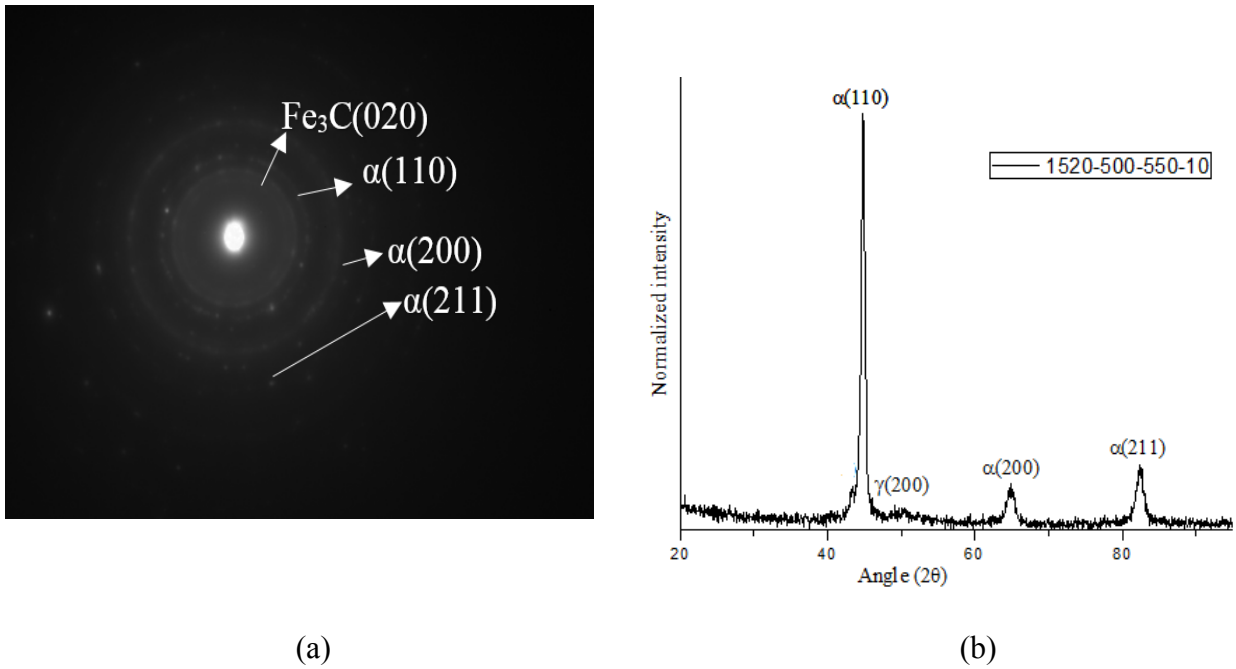 Fe₃C(020)
α(110)
α(200)
α(211)
(a)
α(110)
1520-500-550-10
γ(200)
α(200)
α(211)
Normalized intensity
20
40
60
80
Angle (2θ)
(b)